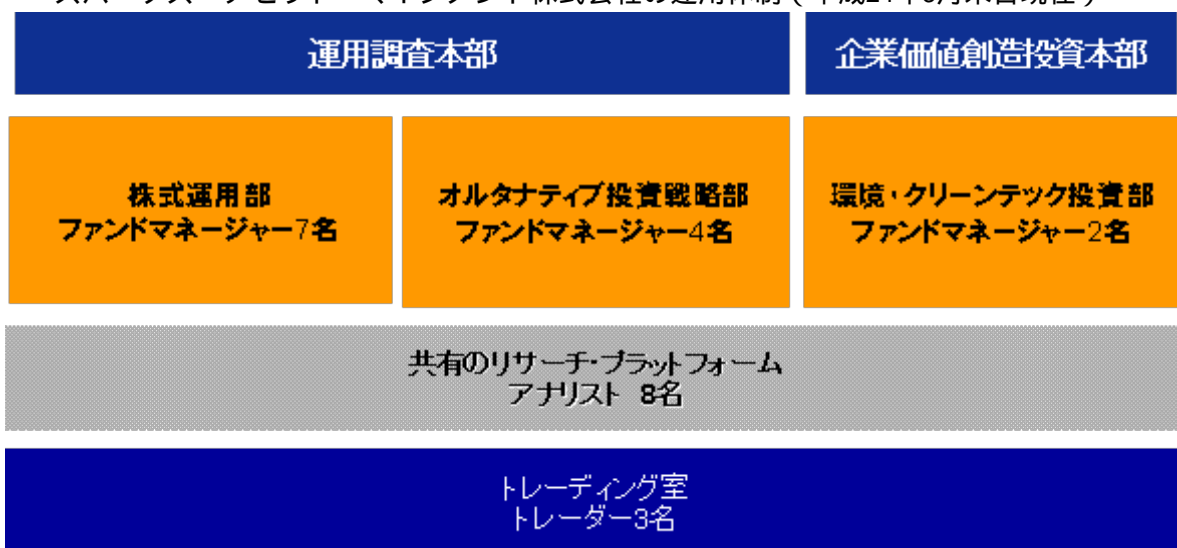 運用調査本部
企業価値創造投資本部
株式運用部
ファンドマネージャー7名
オルタナティブ投資戦略部
ファンドマネージャー4名
環境・クリーンテック投資部
ファンドマネージャー2名
共有のリサーチ・プラットフォーム
アナリスト 8名
トレーディング室
トレーダー3名